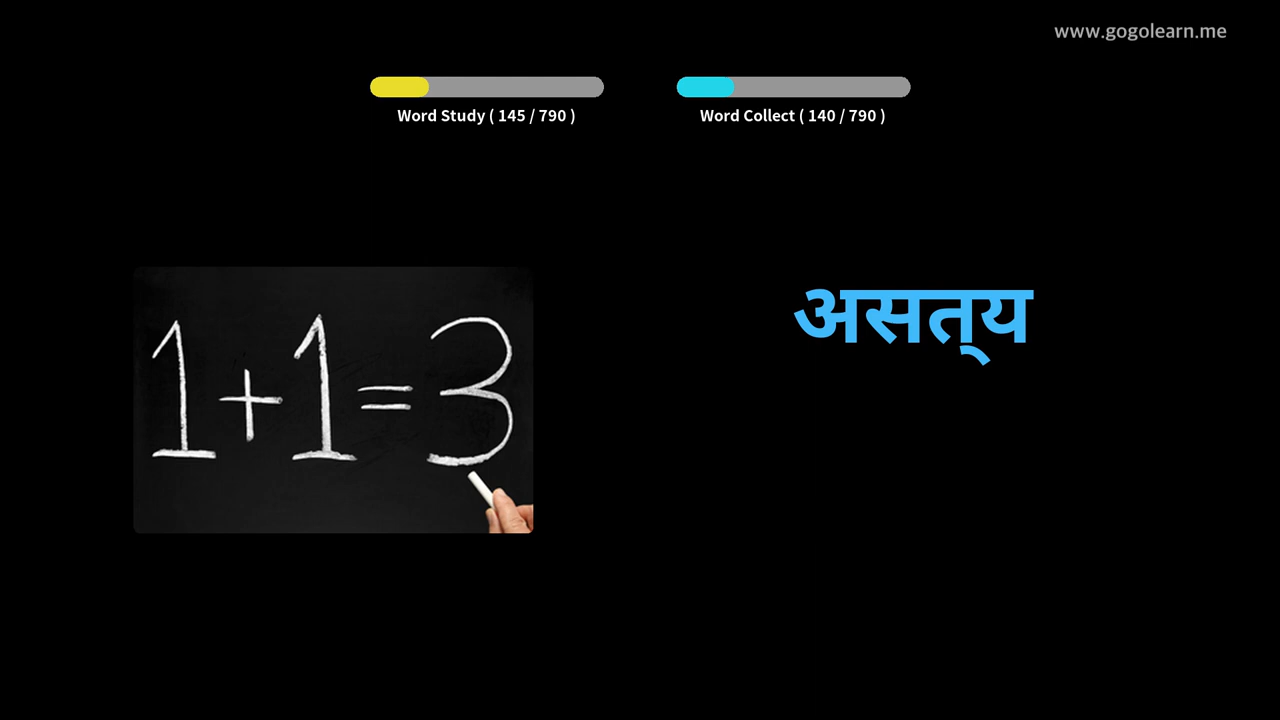 www.gogolearn.me
Word Study ( 145 / 790 )
Word Collect ( 140 / 790 )
1+1=3
असत्‌य